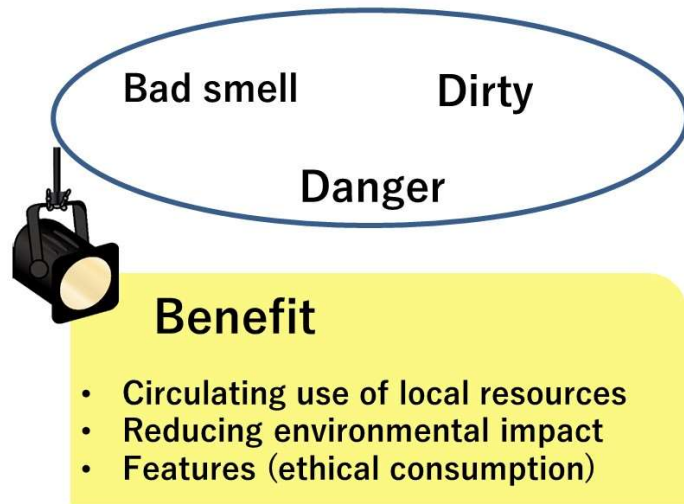 Bad smell
Dirty
Danger
Benefit
• Circulating use of local resources
• Reducing environmental impact
• Features (ethical consumption)